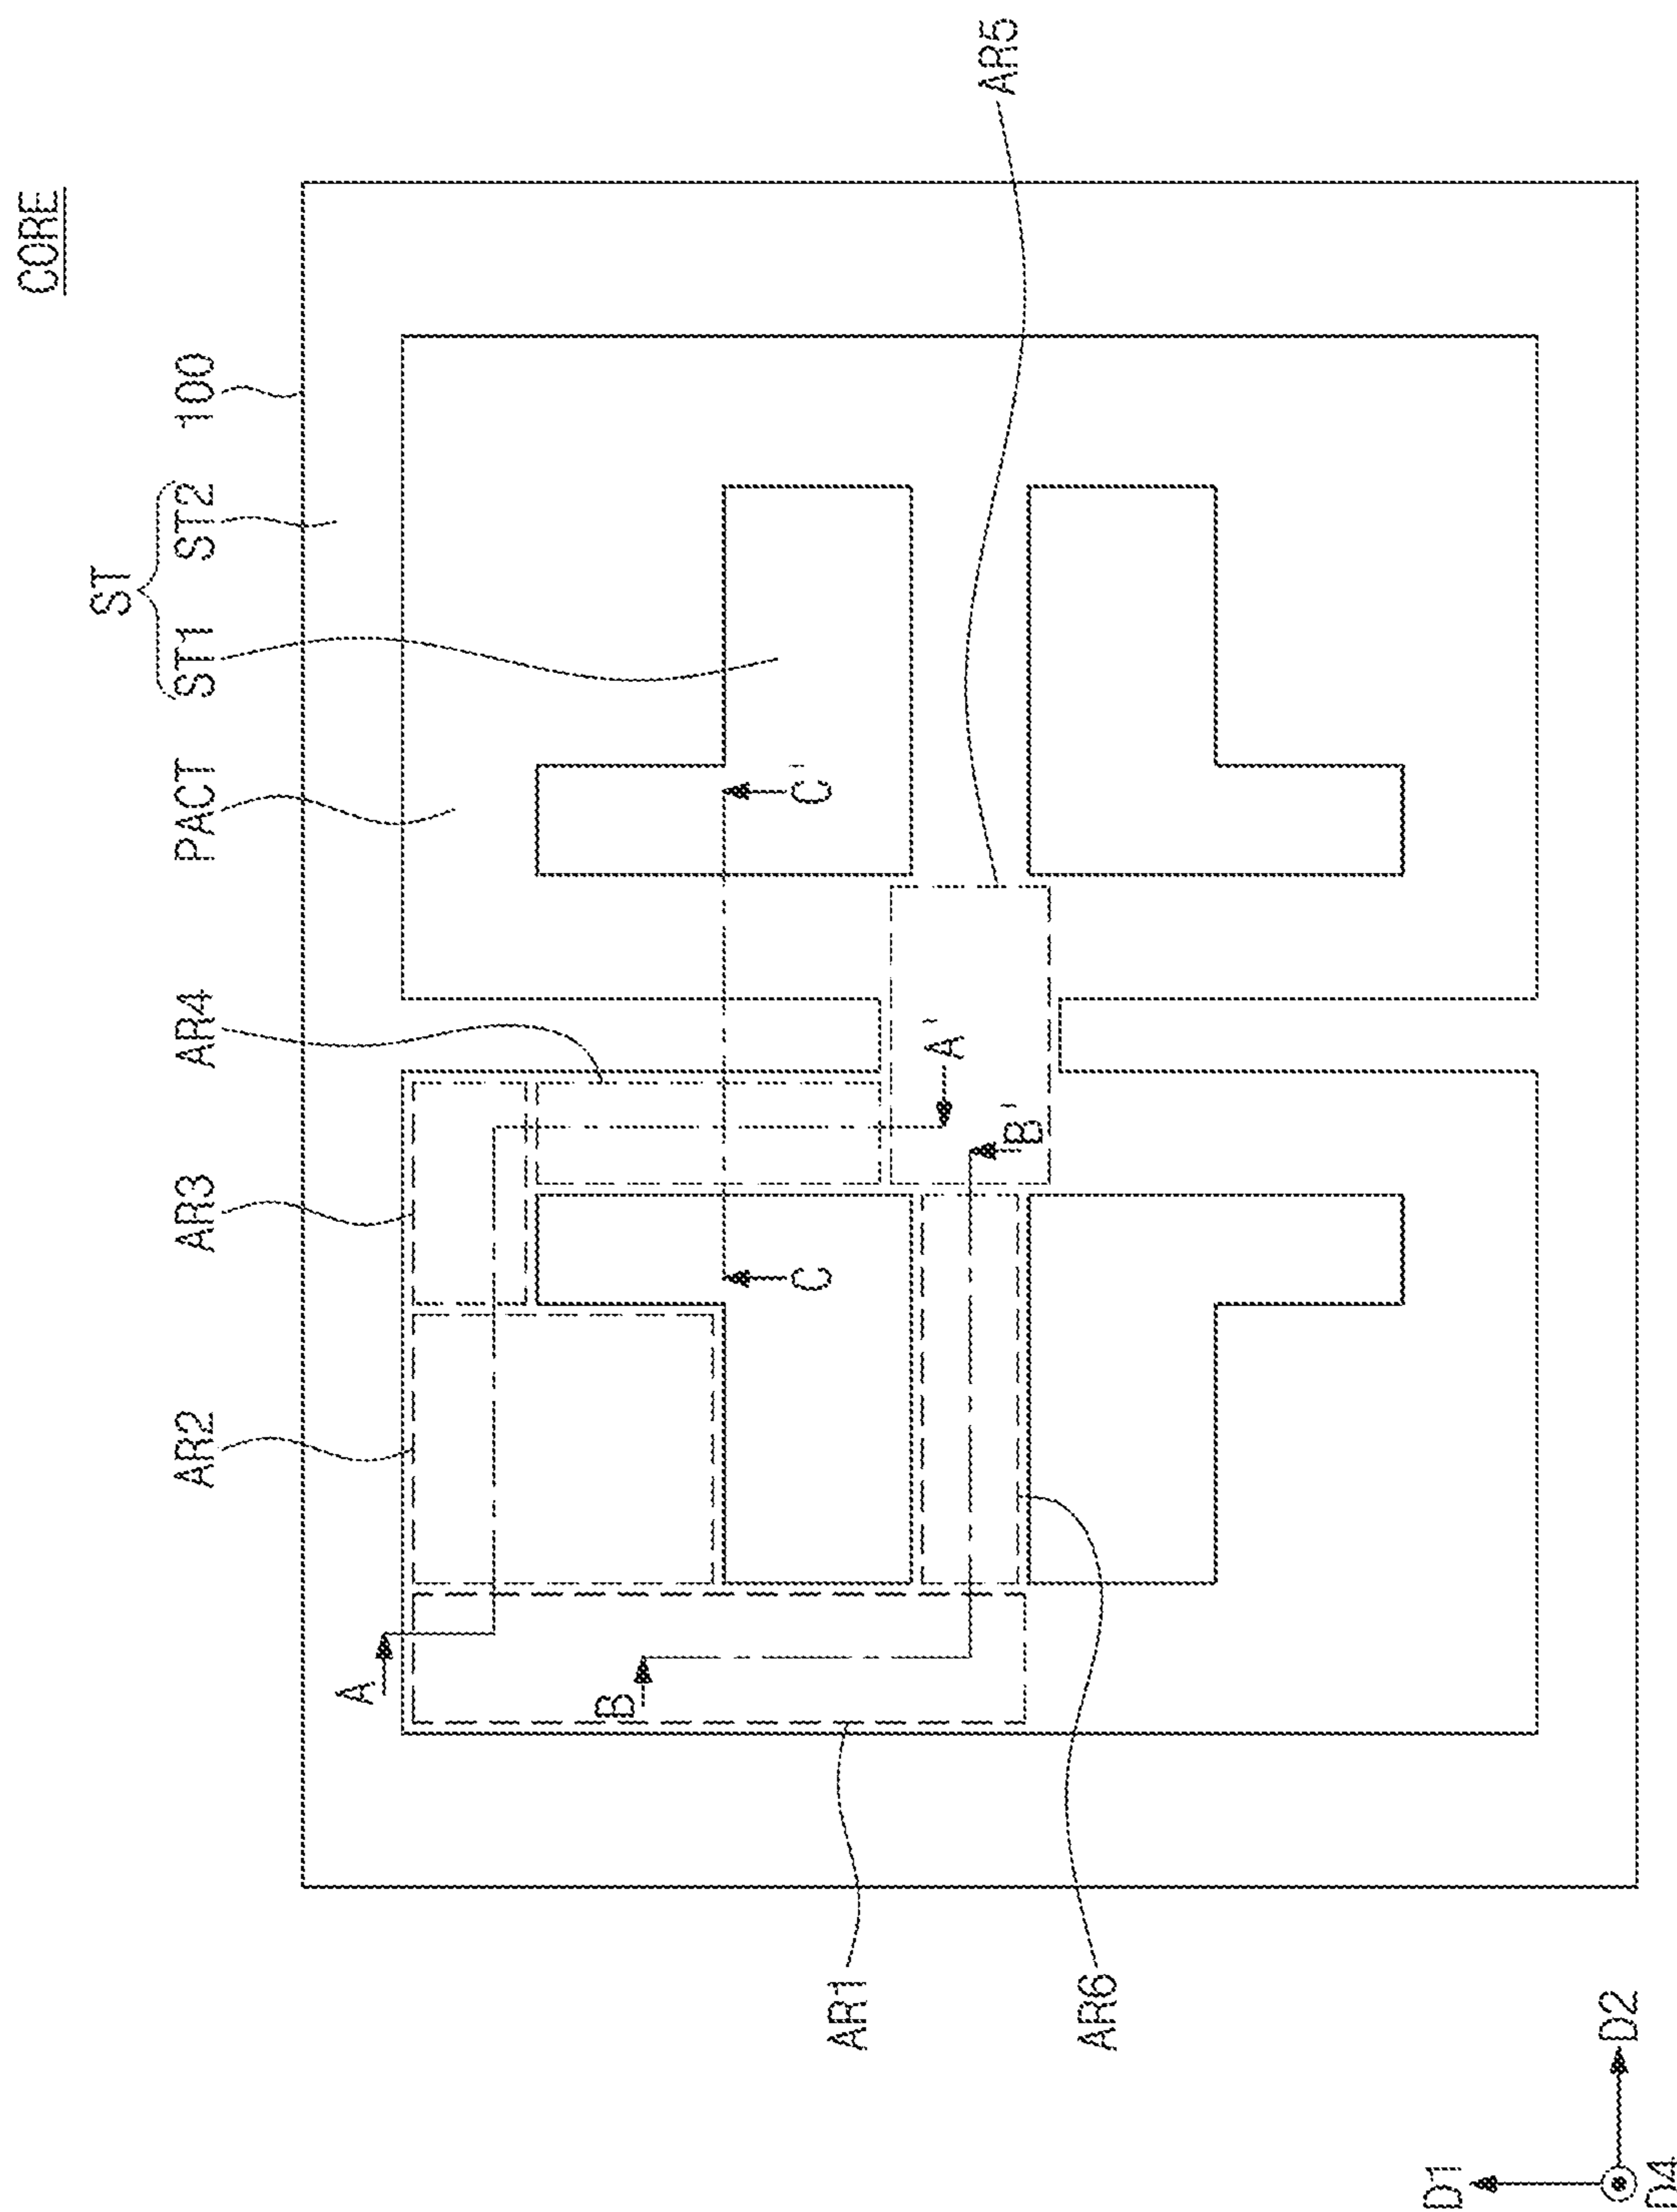 CORE
ST
AR2 AR3 AR4 PACT ST1 ST2 100
A
B
C C'
AR1
A'
AR5
B'
AR6
D1
D2
D4